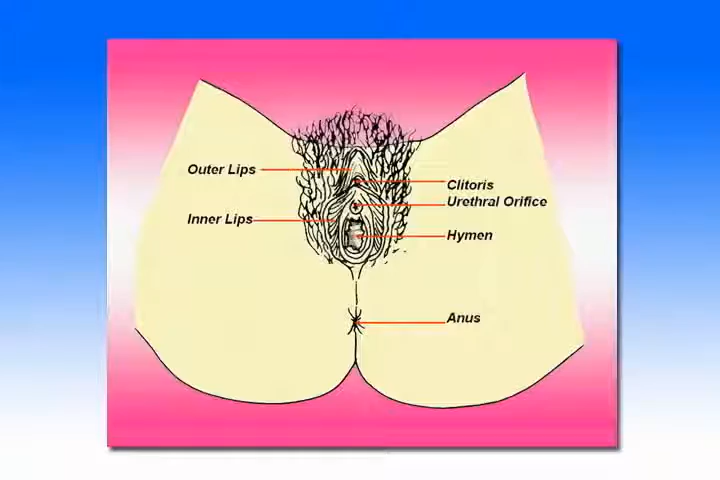 Outer Lips
Clitoris
Urethral Orifice
Inner Lips
Hymen
Anus